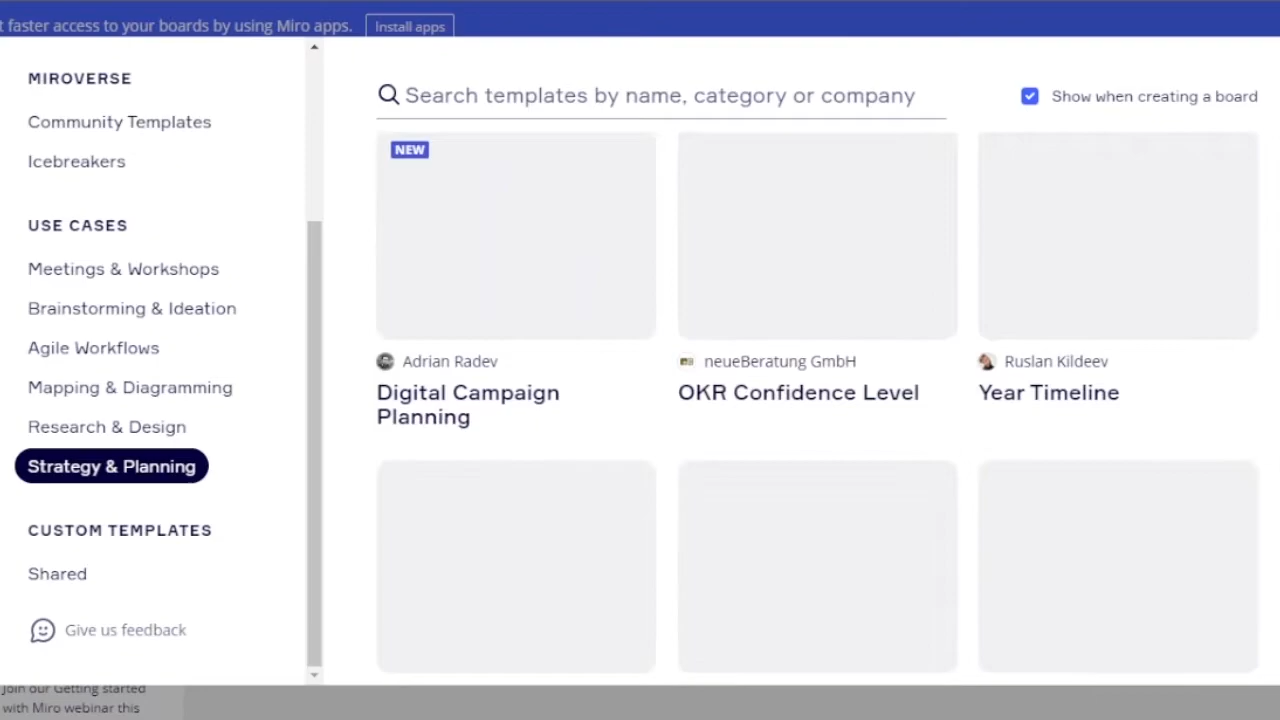 faster access to your boards by using Miro apps.
Install apps
MIROVERSE
Community Templates
Icebreakers
USE CASES
Meetings & Workshops
Brainstorming & Ideation
Agile Workflows
Mapping & Diagramming
Research & Design
Strategy & Planning
CUSTOM TEMPLATES
Shared
Give us feedback
Search templates by name, category or company
Show when creating a board
NEW
Adrian Radev
Digital Campaign
Planning
neueBeratung GmbH
OKR Confidence Level
Ruslan Kildeev
Year Timeline
Join our Getting started
with Miro webinar this